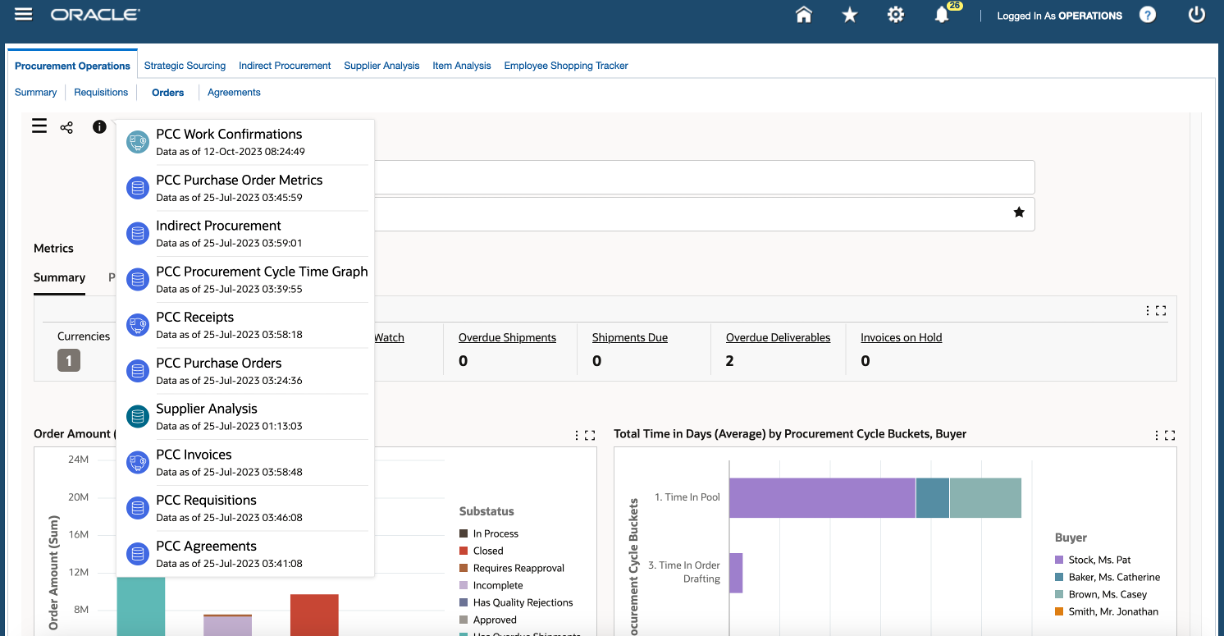 ORACLE
26
Logged In As OPERATIONS
?
Procurement Operations
Strategic Sourcing
Indirect Procurement
Supplier Analysis
Item Analysis
Employee Shopping Tracker
Summary
Requisitions
Orders
Agreements
PCC Work Confirmations
Data as of 12-Oct-2023 08:24:49
PCC Purchase Order Metrics
Data as of 25-Jul-2023 03:45:59
Indirect Procurement
Data as of 25-Jul-2023 03:59:01
PCC Procurement Cycle Time Graph
Data as of 25-Jul-2023 03:39:55
PCC Receipts
Data as of 25-Jul-2023 03:58:18
PCC Purchase Orders
Data as of 25-Jul-2023 03:24:36
Supplier Analysis
Data as of 25-Jul-2023 01:13:03
PCC Invoices
Data as of 25-Jul-2023 03:58:48
PCC Requisitions
Data as of 25-Jul-2023 03:46:08
PCC Agreements
Data as of 25-Jul-2023 03:41:08
Metrics
Summary
P
Currencies
1
Watch
Overdue Shipments
0
Shipments Due
0
Overdue Deliverables
2
Invoices on Hold
0
Order Amount (
24M
20M
16M
12M
8M
Order Amount (Sum)
Substatus
In Process
Closed
Requires Reapproval
Incomplete
Has Quality Rejections
Approved
Has Overdue Shipments
Total Time in Days (Average) by Procurement Cycle Buckets, Buyer
ocurement Cycle Buckets
1. Time In Pool
3. Time In Order
Drafting
Buyer
Stock, Ms. Pat
Baker, Ms. Catherine
Brown, Ms. Casey
Smith, Mr. Jonathan